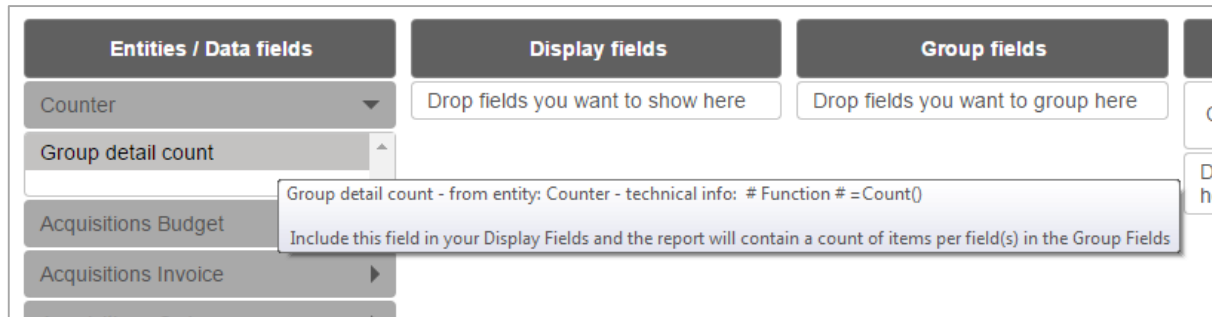 Entities / Data fields
Display fields
Group fields
Counter
Drop fields you want to show here
Drop fields you want to group here
Group detail count
Group detail count - from entity: Counter - technical info:  # Function # =Count()
Include this field in your Display Fields and the report will contain a count of items per field(s) in the Group Fields
Acquisitions Budget
Acquisitions Invoice